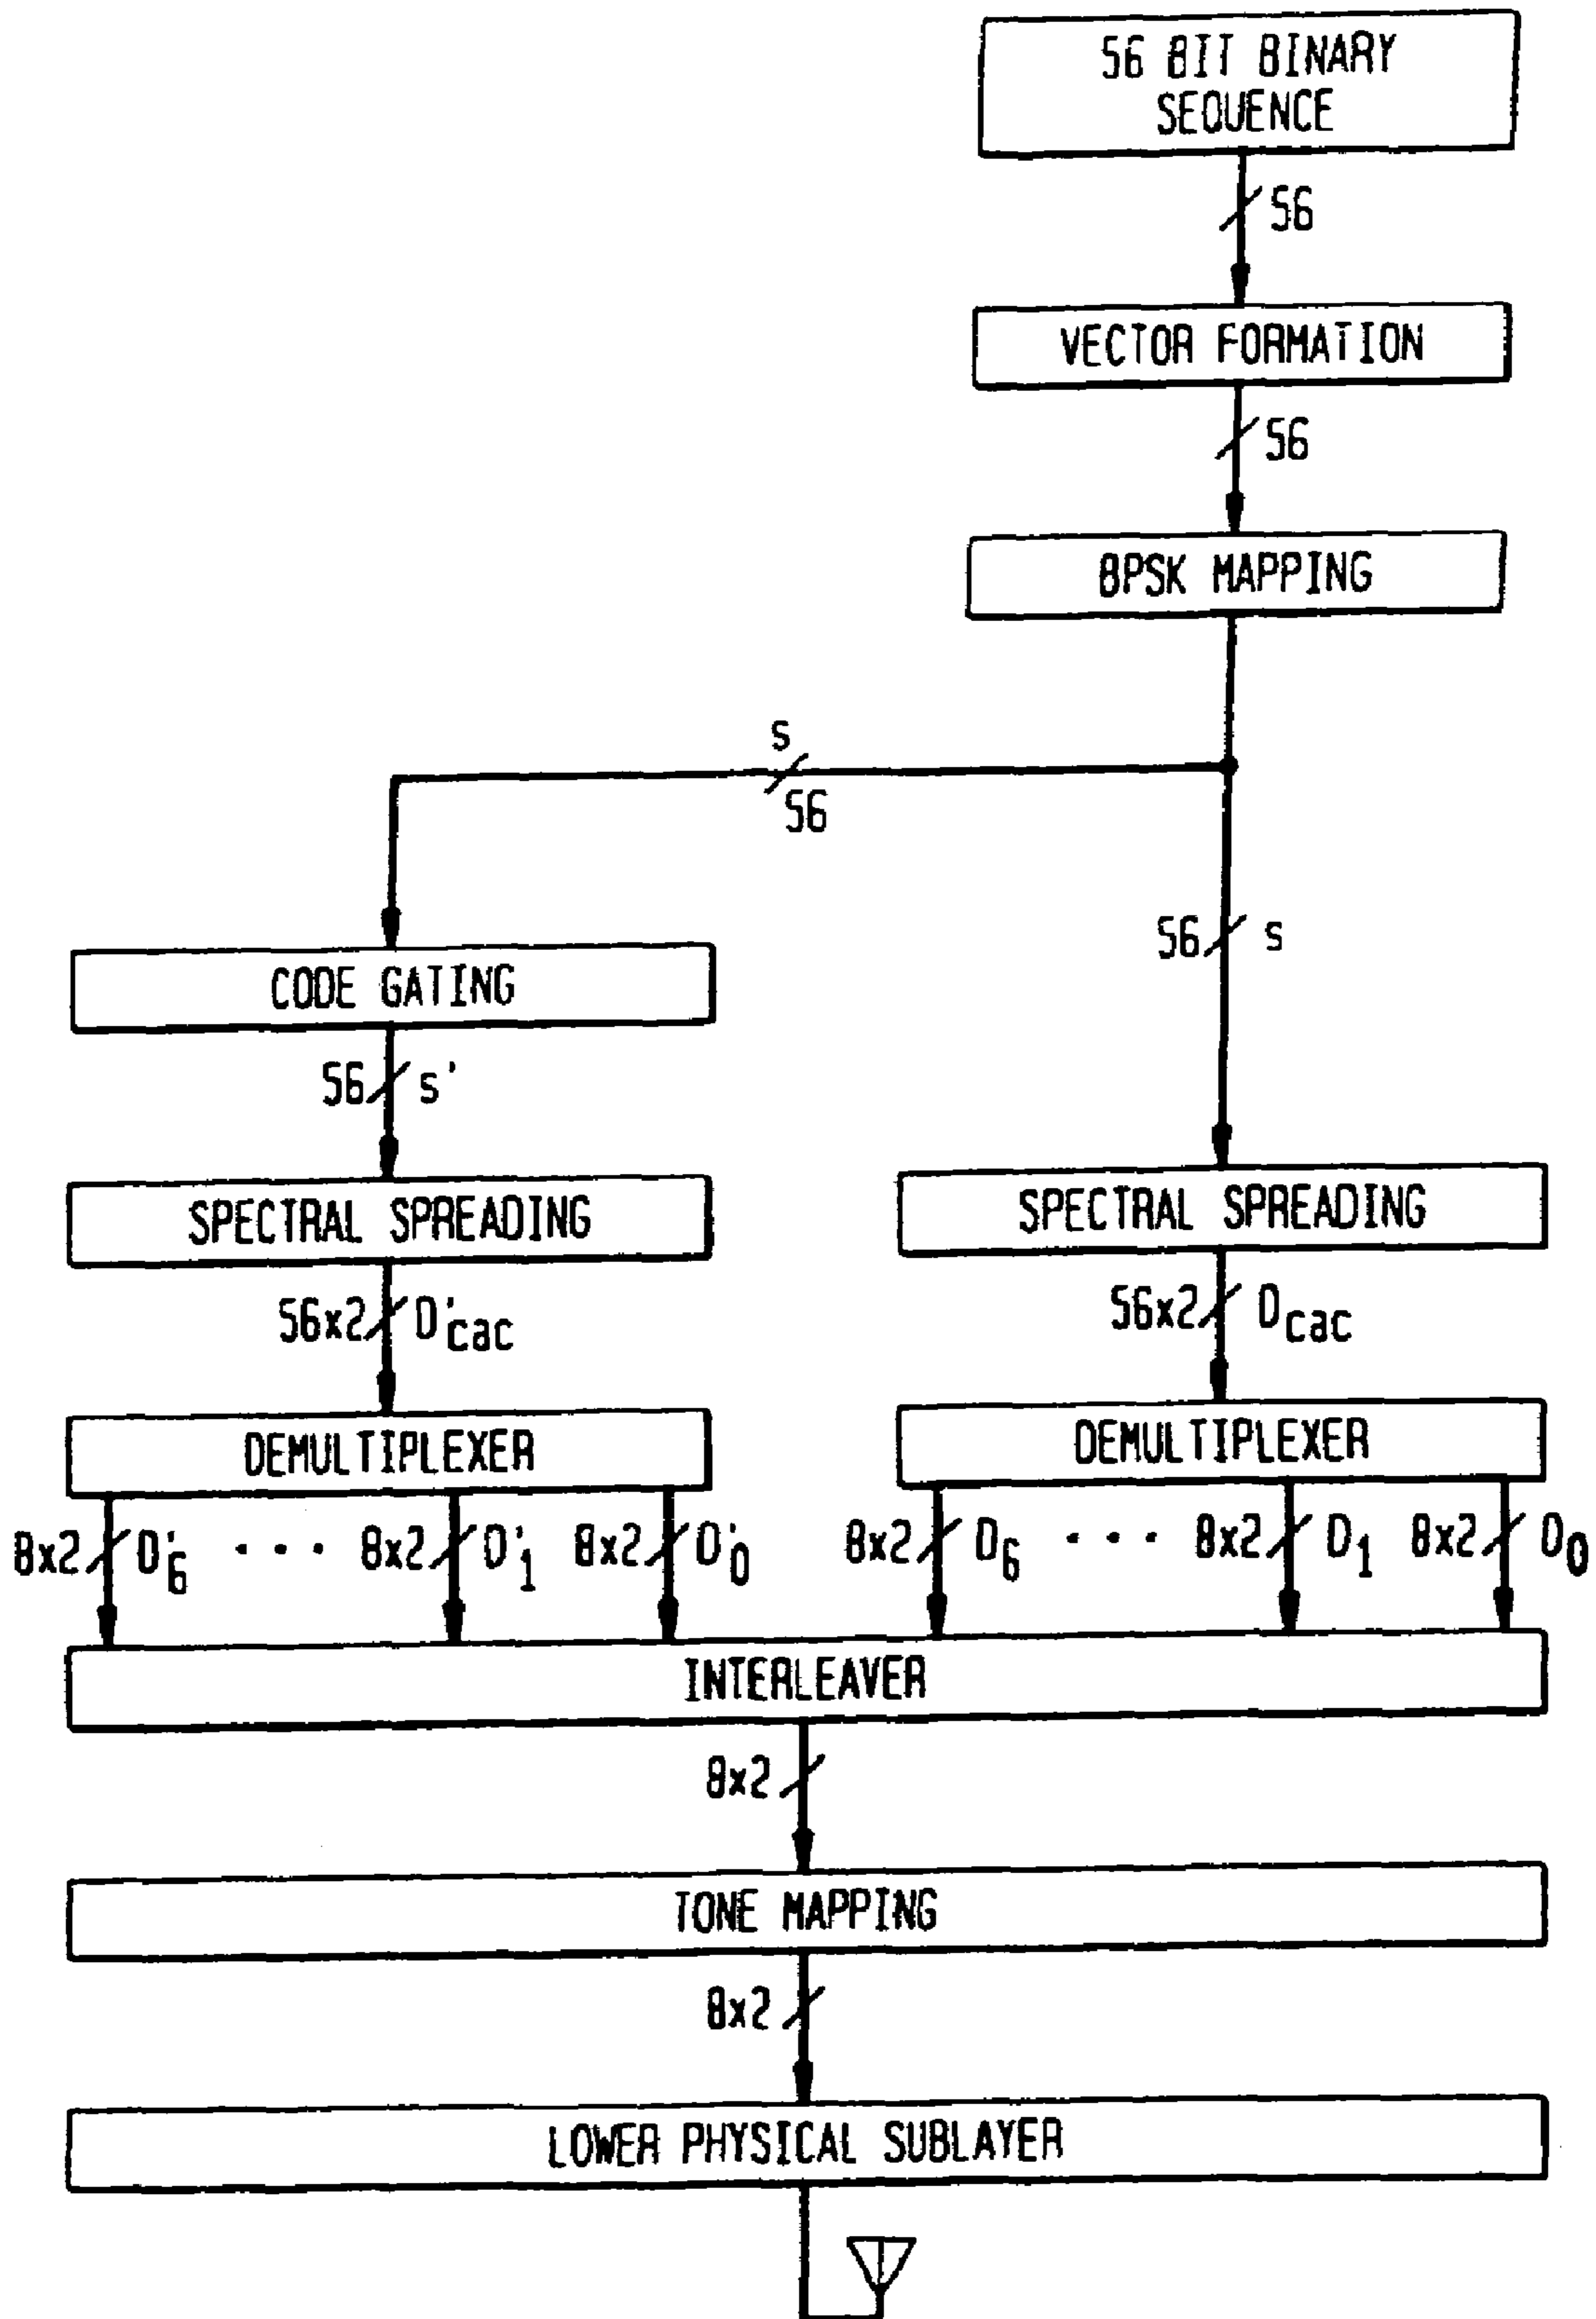 56 BIT BINARY
SEQUENCE
56
VECTOR FORMATION
56
BPSK MAPPING
s
56
56 s
CODE GATING
56 s'
SPECTRAL SPREADING
SPECTRAL SPREADING
56x2 D'cac
56x2 Dcac
DEMULTIPLEXER
DEMULTIPLEXER
8x2 D'6 ... 8x2 D'1 8x2 D'0
8x2 D6 ... 8x2 D1 8x2 D0
INTERLEAVER
8x2
TONE MAPPING
8x2
LOWER PHYSICAL SUBLAYER